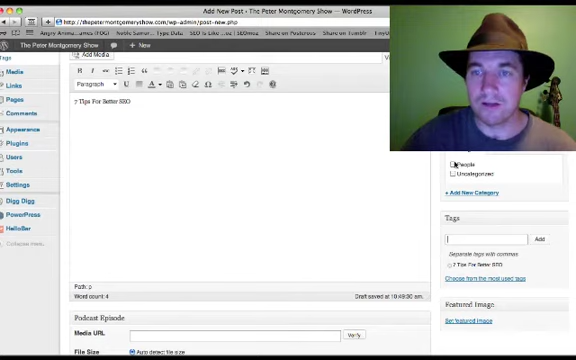 Add New Post ‹ The Peter Montgomery Show — WordPress
http://thepetermontgomeryshow.com/wp-admin/post-new.php
The Peter Montgomery Show
+ New
Add Media
Media
Links
Pages
Comments
Appearance
Plugins
Users
Tools
Settings
Digg Digg
PowerPress
HelloBar
Collapse menu
Paragraph
7 Tips For Better SEO
Path: p
Word count: 4
Draft saved at 10:49:30 am.
Podcast Episode
Media URL
Verify
File Size
Auto detect file size
People
Uncategorized
+ Add New Category
Tags
Add
Separate tags with commas
7 Tips For Better SEO
Choose from the most used tags
Featured Image
Set featured image